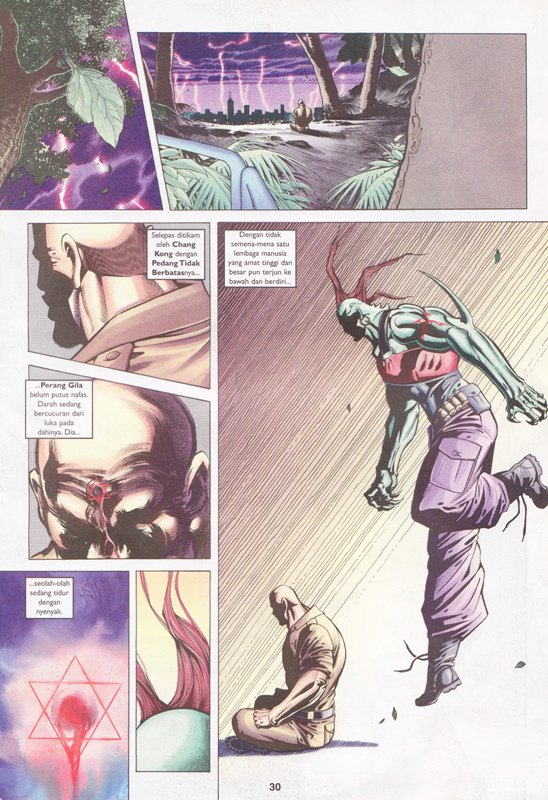 Selepas ditikam
oleh Chang
Kong dengan
Pedang Tidak
Berbatasnya...
...Perang Gila
belum putus nafas.
Darah sedang
bercucuran dari
luka pada
dahinya. Dia...
...seolah-olah
sedang tidur
dengan
nyenyak.
Dengan tidak
semena-mena satu
lembaga manusia
yang amat tinggi dan
besar pun terjun ke
bawah dan berdiri...
30